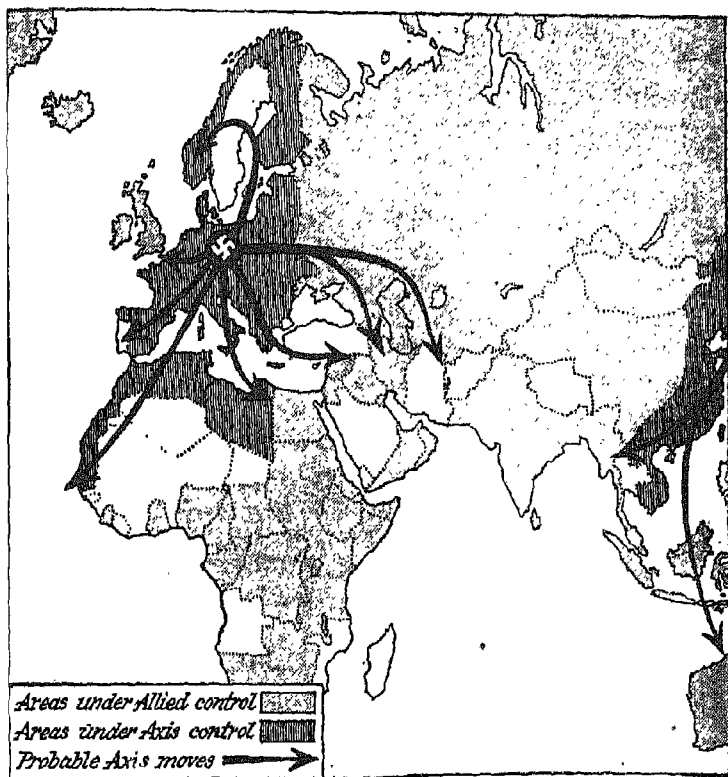 Areas under Allied control
Areas under Axis control
Probable Axis moves